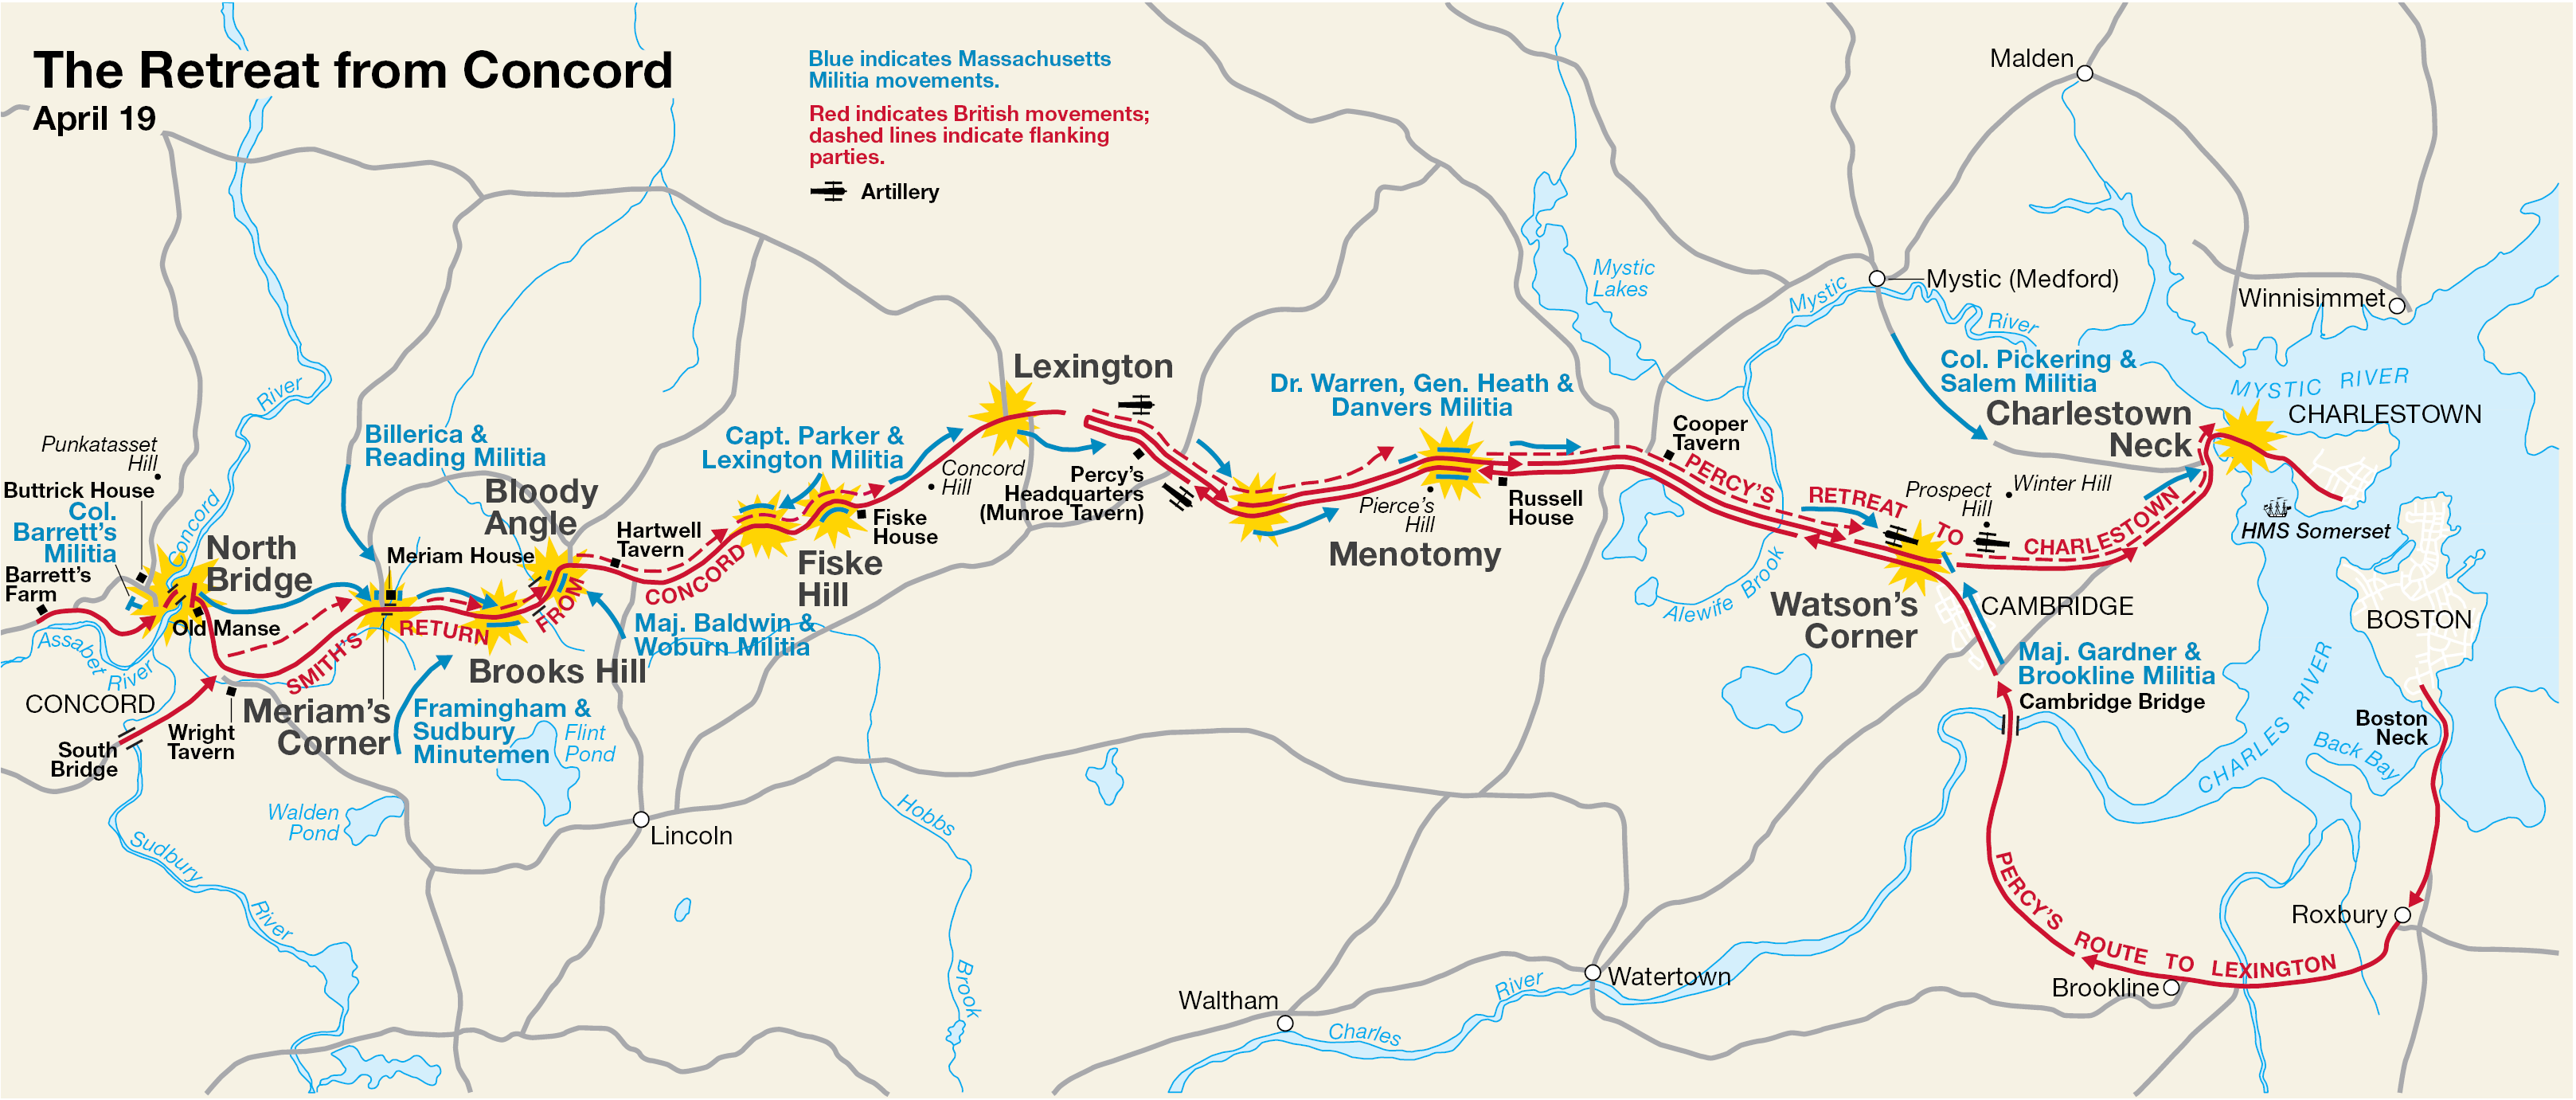 The Retreat from Concord
April 19
Blue indicates Massachusetts
Militia movements.
Red indicates British movements;
dashed lines indicate flanking
parties.
Artillery
Malden
Mystic
Lakes
Mystic (Medford)
Mystic
River
Winnisimmet
Col. Pickering &
Salem Militia
MYSTIC RIVER
Charlestown
Neck
CHARLESTOWN
Lexington
Dr. Warren, Gen. Heath &
Danvers Militia
River
Concord
Punkatasset
Hill
Buttrick House
Col.
Barrett's
Militia
Barrett's
Farm
North
Bridge
Old Manse
Assabet
River
CONCORD
South
Bridge
Wright
Tavern
Billerica &
Reading Militia
Meriam House
Bloody
Angle
Hartwell
Tavern
Capt. Parker &
Lexington Militia
Concord
Hill
Fiske
House
Fiske
Hill
SMITH'S
RETURN
FROM
CONCORD
Maj. Baldwin &
Woburn Militia
Brooks Hill
Meriam's
Corner
Framingham &
Sudbury
Minutemen
Flint
Pond
Walden
Pond
Sudbury
River
Lincoln
Hobbs
Brook
Percy's
Headquarters
(Munroe Tavern)
Pierce's
Hill
Menotomy
Russell
House
Cooper
Tavern
PERCY'S
RETREAT
TO
CHARLESTOWN
Prospect
Hill
Winter Hill
HMS Somerset
Alewife Brook
Watson's
Corner
CAMBRIDGE
BOSTON
Maj. Gardner &
Brookline Militia
Cambridge Bridge
CHARLES RIVER
Back Bay
Boston
Neck
Roxbury
PERCY'S ROUTE TO LEXINGTON
Brookline
Watertown
Waltham
River
Charles